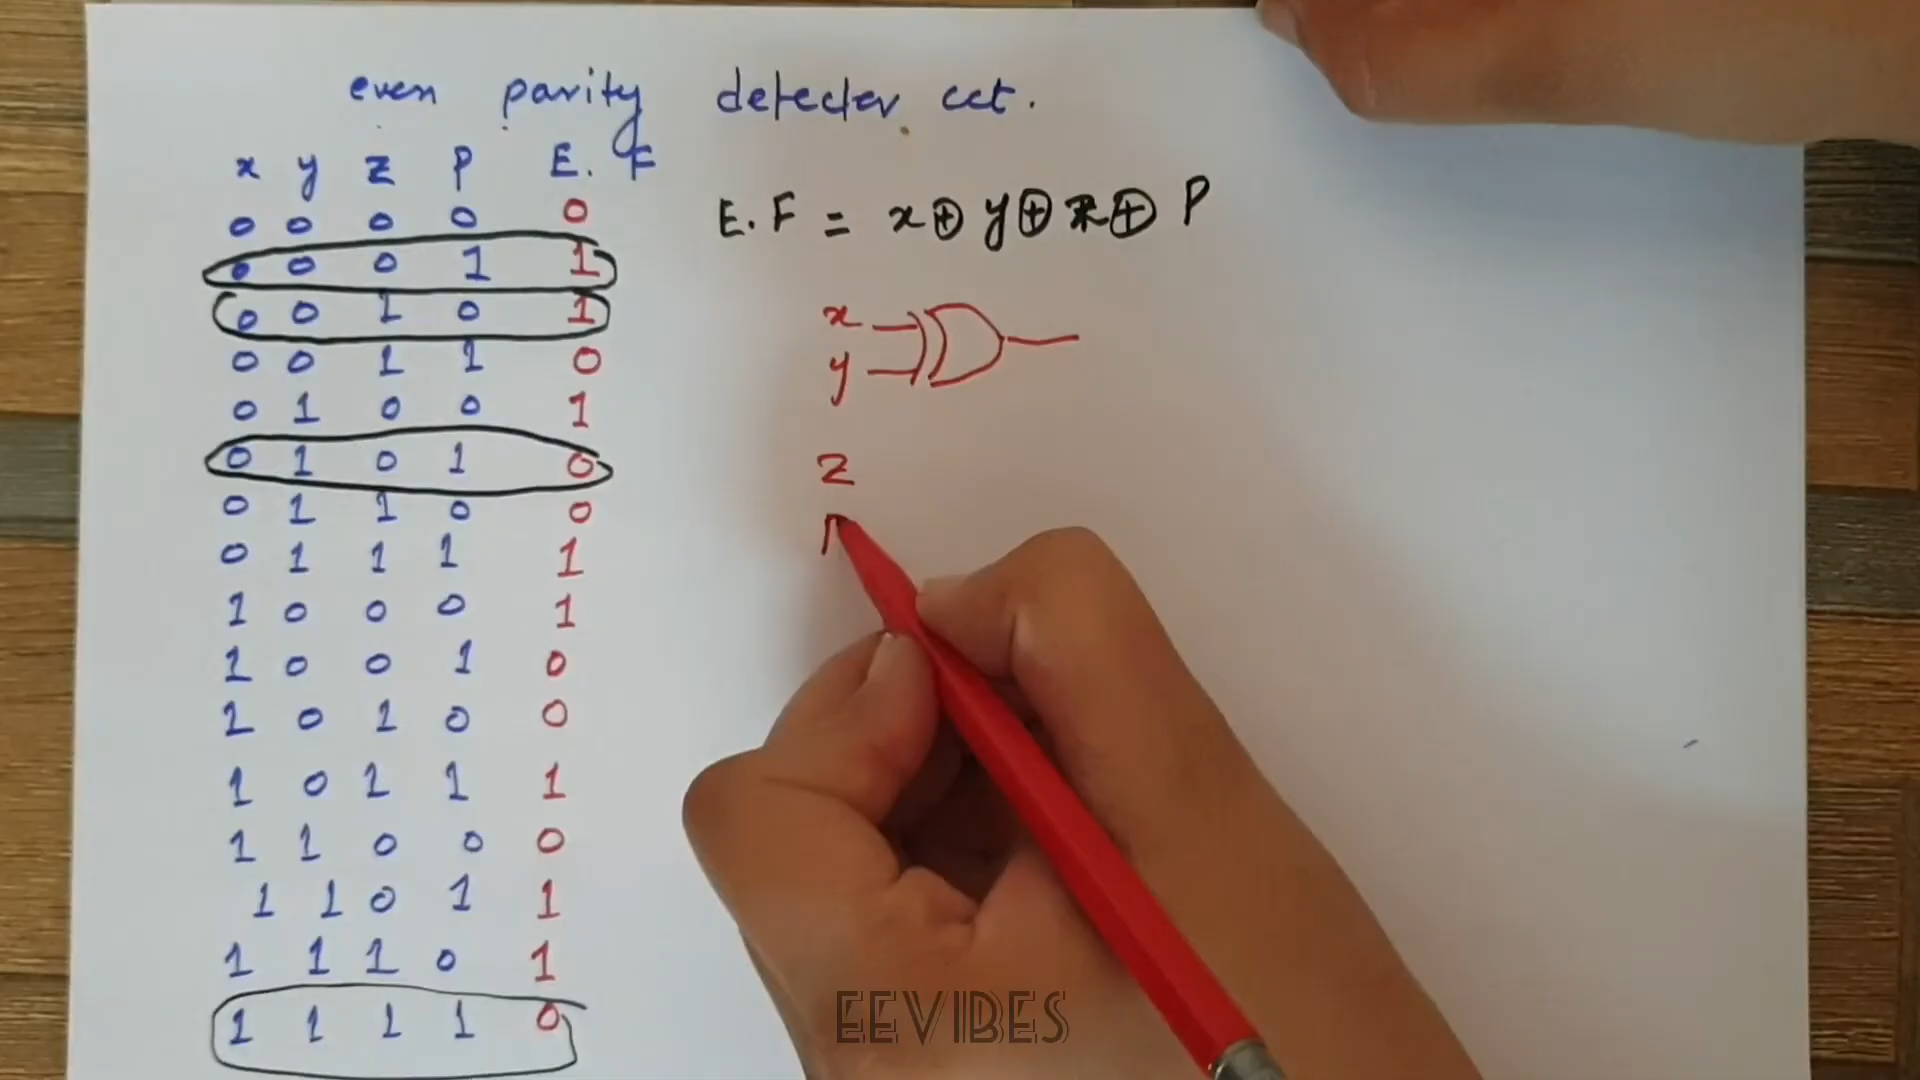 even parity detecter cct.
x y z P E. F
0 0 0 0 0
0 0 0 1 1
0 0 1 0 1
0 0 1 1 0
0 1 0 0 1
0 1 0 1 0
0 1 1 0 0
0 1 1 1 1
1 0 0 0 1
1 0 0 1 0
1 0 1 0 0
1 0 1 1 1
1 1 0 0 0
1 1 0 1 1
1 1 1 0 1
1 1 1 1 0
E. F = x ⊕ y ⊕ z ⊕ P
x
y
z
EEVIBES